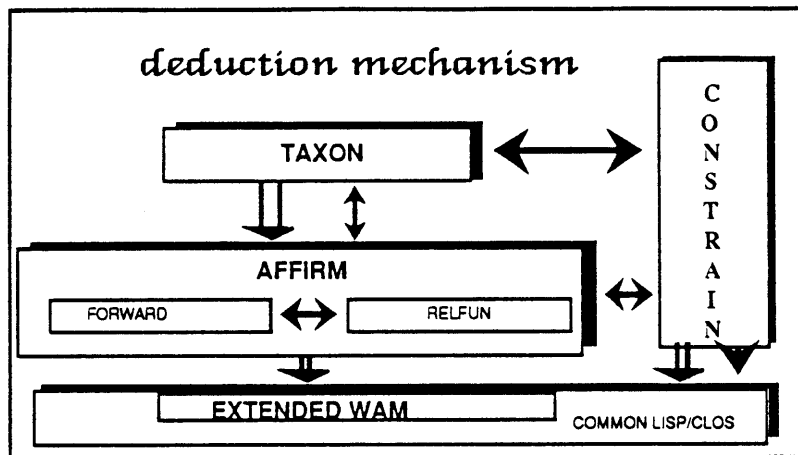 deduction mechanism
TAXON
CONSTRAIN
AFFIRM
FORWARD
RELFUN
EXTENDED WAM
COMMON LISP/CLOS